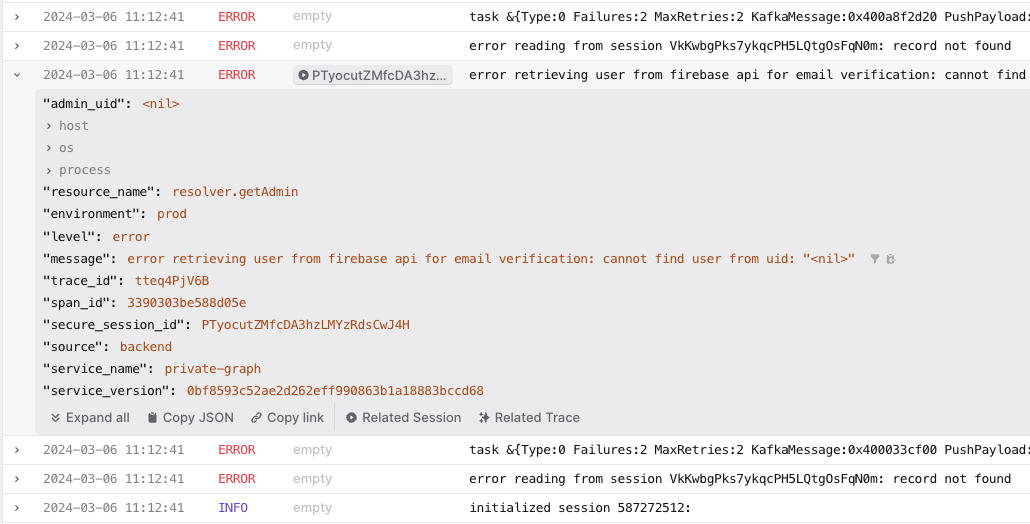 2024-03-06 11:12:41 ERROR empty task &{Type:0 Failures:2 MaxRetries:2 KafkaMessage:0x400a8f2d20 PushPayload:
2024-03-06 11:12:41 ERROR empty error reading from session VkKwbgPks7ykqcPH5LQtgOsFqN0m: record not found
2024-03-06 11:12:41 ERROR PTyocutZMfcDA3hz... error retrieving user from firebase api for email verification: cannot find
"admin_uid": <nil>
host
os
process
"resource_name": resolver.getAdmin
"environment": prod
"level": error
"message": error retrieving user from firebase api for email verification: cannot find user from uid: "<nil>"
"trace_id": tteq4PjV6B
"span_id": 3390303be588d05e
"secure_session_id": PTyocutZMfcDA3hzLMYzRdsCwJ4H
"source": backend
"service_name": private-graph
"service_version": 0bf8593c52ae2d262eff990863b1a18883bccd68
Expand all Copy JSON Copy link Related Session Related Trace
2024-03-06 11:12:41 ERROR empty task &{Type:0 Failures:2 MaxRetries:2 KafkaMessage:0x400033cf00 PushPayload:
2024-03-06 11:12:41 ERROR empty error reading from session VkKwbgPks7ykqcPH5LQtgOsFqN0m: record not found
2024-03-06 11:12:41 INFO empty initialized session 587272512: